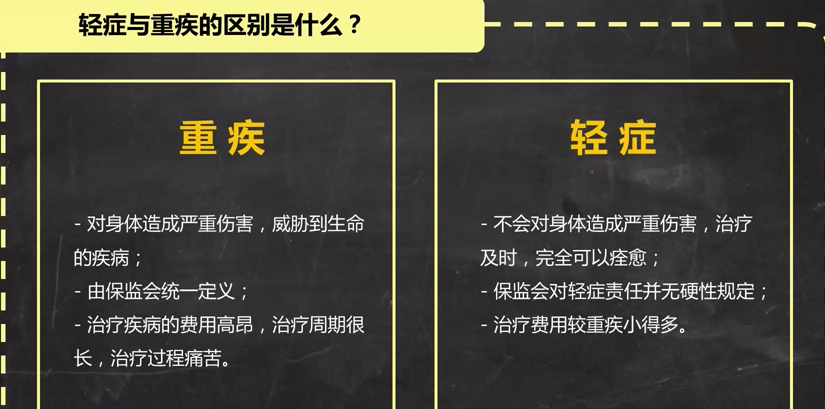 轻症与重疾的区别是什么？
重疾
- 对身体造成严重伤害，威胁到生命
的疾病；
- 由保监会统一定义；
- 治疗疾病的费用高昂，治疗周期很
长，治疗过程痛苦。
轻症
- 不会对身体造成严重伤害，治疗
及时，完全可以痊愈；
- 保监会对轻症责任并无硬性规定；
- 治疗费用较重疾小得多。